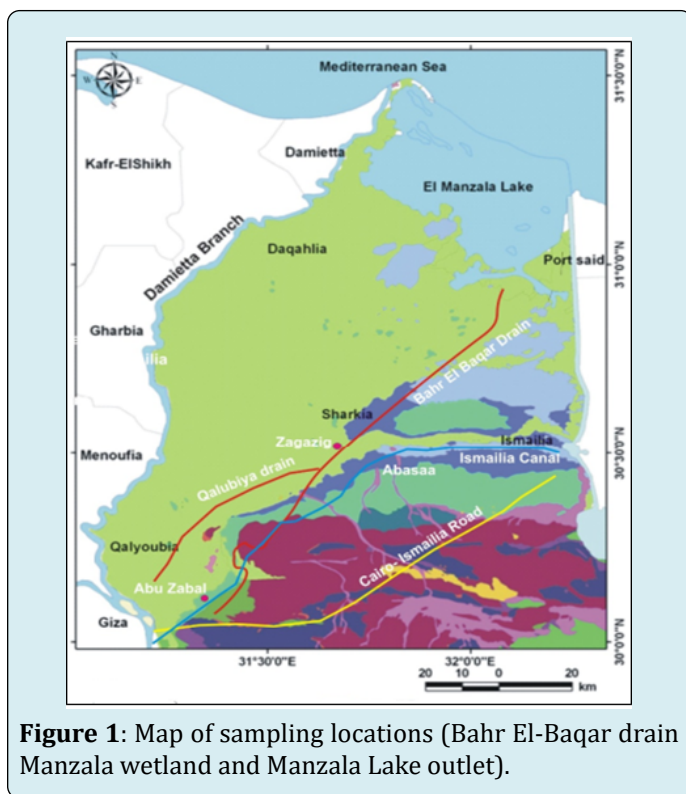 Mediterranean Sea
N
E
S
31°30'0"N
Damietta
Kafr-ElShikh
El Manzala Lake
Daqahlia
Damietta Branch
Port said
31°0'0"N
Gharbia
ilia
Bahr El Baqar Drain
Sharkia
Zagazig
Ismailia
30°30'0"N
Menoufia
Ismailia Canal
Abasaa
Qalubiya drain
Qalyoubia
Cairo- Ismailia Road
Abu Zabal
Giza
30°0'0"N
31°30'0"E
32°0'0"E
20 10 0 20
km
Figure 1: Map of sampling locations (Bahr El-Baqar drain
Manzala wetland and Manzala Lake outlet).